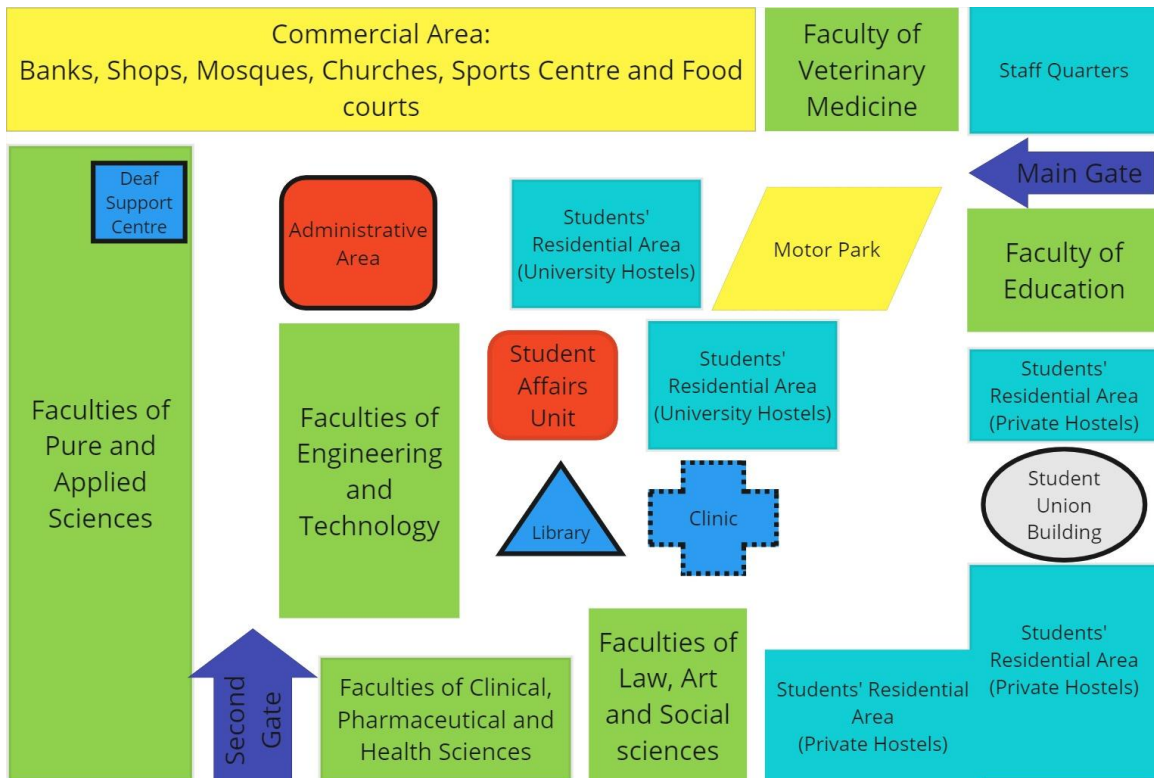 Commercial Area:
Banks, Shops, Mosques, Churches, Sports Centre and Food
courts
Faculty of
Veterinary
Medicine
Staff Quarters
Deaf
Support
Centre
Administrative
Area
Students'
Residential Area
(University Hostels)
Motor Park
Main Gate
Faculty of
Education
Faculties of
Pure and
Applied
Sciences
Faculties of
Engineering
and
Technology
Student
Affairs
Unit
Students'
Residential Area
(University Hostels)
Students'
Residential Area
(Private Hostels)
Library
Clinic
Student
Union
Building
Second
Gate
Faculties of Clinical,
Pharmaceutical and
Health Sciences
Faculties of
Law, Art
and Social
sciences
Students' Residential
Area
(Private Hostels)
Students'
Residential Area
(Private Hostels)